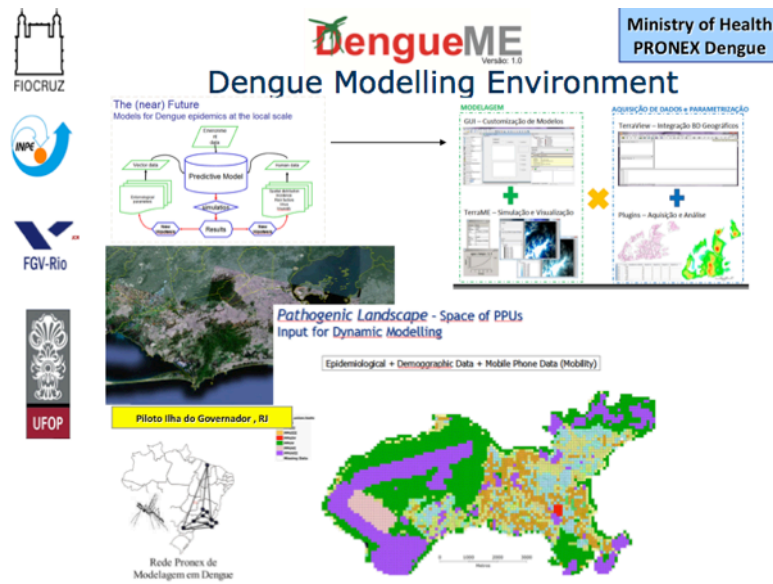 FIOCRUZ
INPE
FGV-Rio
UFOP
DengueME
Versão: 1.0
Ministry of Health
PRONEX Dengue
Dengue Modelling Environment
The (near) Future
Models for Dengue epidemics at the local scale
Vector data
Human data
Predictive Model
simulation
Results
MODELAGEM
GUI – Customização de Modelos
TerraME – Simulação e Visualização
AQUISIÇÃO DE DADOS e PARAMETRIZAÇÃO
TerraView – Integração BD Geográficos
Plugins – Aquisição e Análise
Pathogenic Landscape - Space of PPUs
Input for Dynamic Modelling
Epidemiological + Demoggraphic Data + Mobile Phone Data (Mobility)
Piloto Ilha do Governador , RJ
Rede Pronex de
Modelagem em Dengue